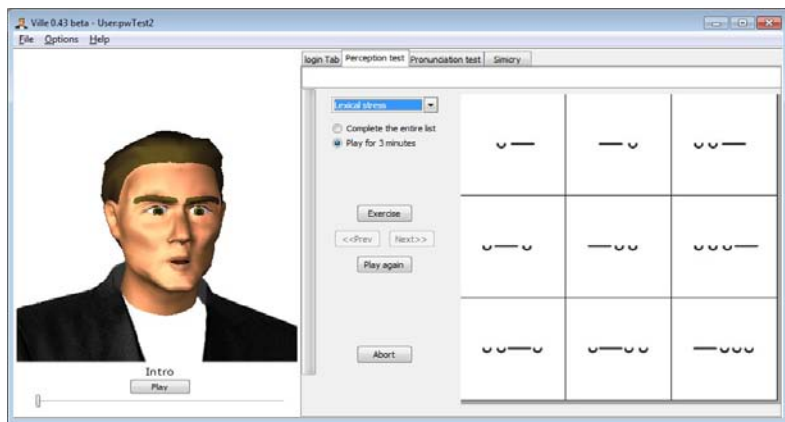 Ville 0.43 beta - User:pwTest2
File Options Help
login Tab Perception test Pronunciation test Simicry
Lexical stress
Complete the entire list
Play for 3 minutes
Exercise
<<Prev Next>>
Play again
Abort
Intro
Play